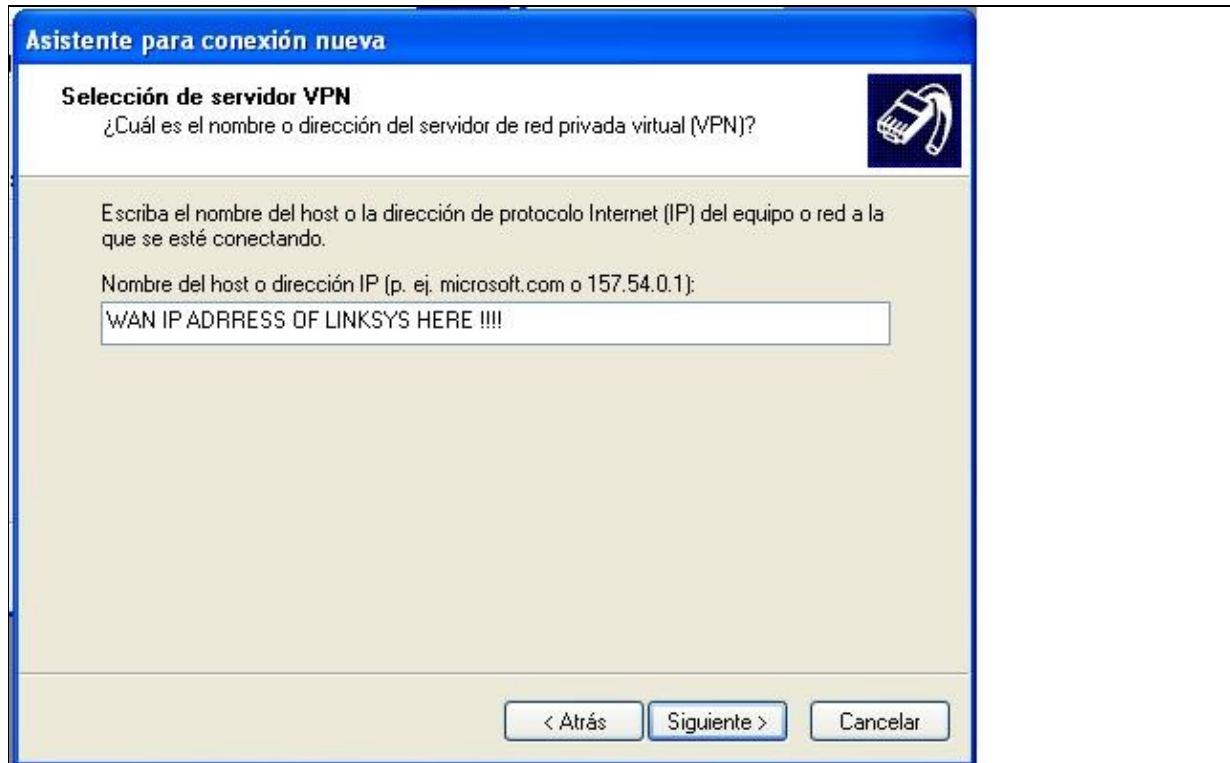 Asistente para conexión nueva
Selección de servidor VPN
¿Cuál es el nombre o dirección del servidor de red privada virtual (VPN)?
Escriba el nombre del host o la dirección de protocolo Internet (IP) del equipo o red a la
que se esté conectando.
Nombre del host o dirección IP (p. ej. microsoft.com o 157.54.0.1):
WAN IP ADRRESS OF LINKSYS HERE !!!!
< Atrás
Siguiente >
Cancelar